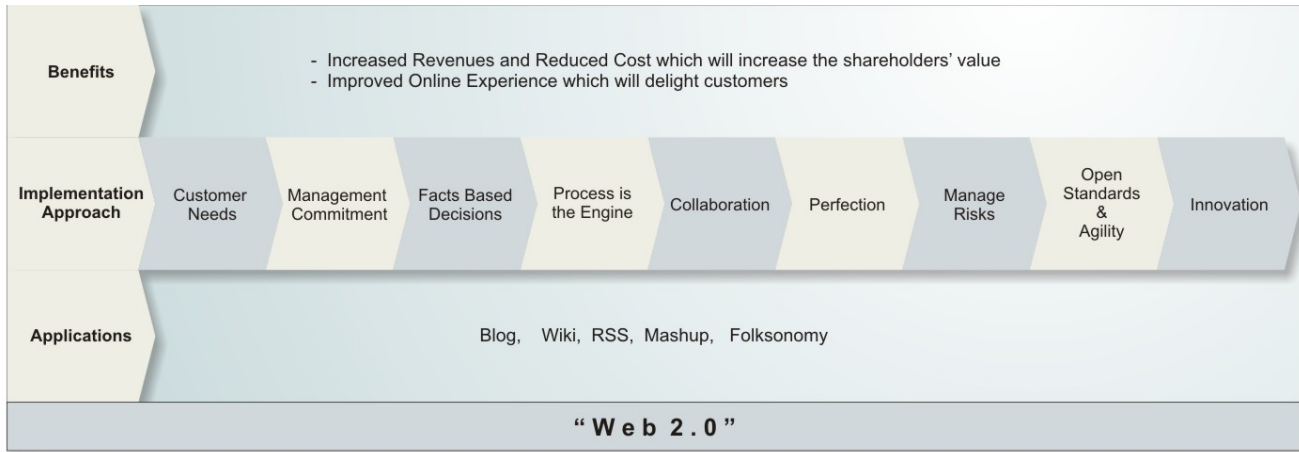 Benefits
- Increased Revenues and Reduced Cost which will increase the shareholders' value
- Improved Online Experience which will delight customers
Implementation
Approach
Customer
Needs
Management
Commitment
Facts Based
Decisions
Process is
the Engine
Collaboration
Perfection
Manage
Risks
Open
Standards
&
Agility
Innovation
Applications
Blog, Wiki, RSS, Mashup, Folksonomy
“Web 2.0”